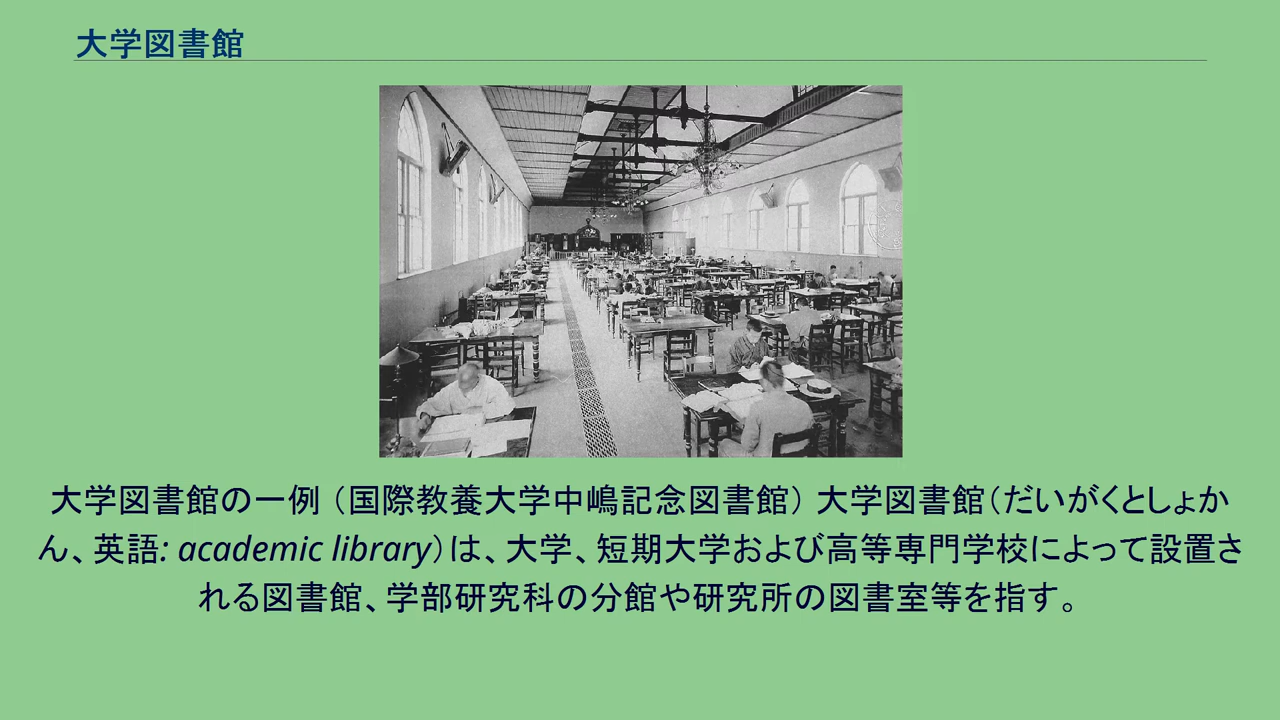 大学図書館
大学図書館の一例（国際教養大学中嶋記念図書館） 大学図書館（だいがくとしょか
ん、英語: academic library）は、大学、短期大学および高等専門学校によって設置さ
れる図書館、学部研究科の分館や研究所の図書室等を指す。